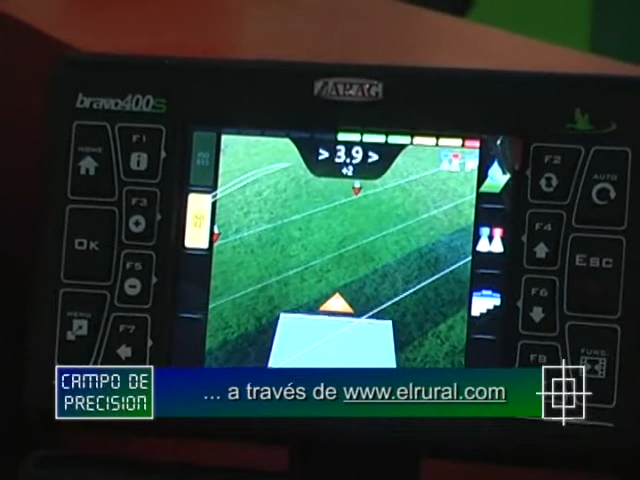 bravo400S
ARAG
HOME
F1
F2
AUTO
> 3.9 >
+2
F3
OK
F4
Esc
F5
F6
MENU
F7
F8
FUNC.
CAMPO DE
PRECISION
... a través de www.elrural.com